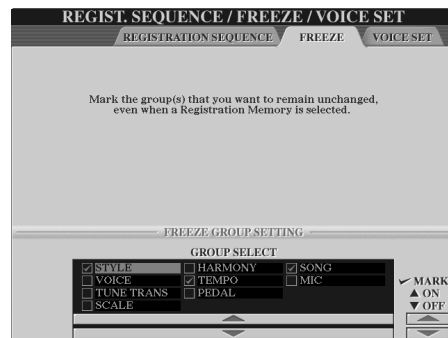 REGIST. SEQUENCE / FREEZE / VOICE SET
REGISTRATION SEQUENCE FREEZE VOICE SET
Mark the group(s) that you want to remain unchanged,
even when a Registration Memory is selected.
FREEZE GROUP SETTING
GROUP SELECT
STYLE HARMONY SONG
VOICE TEMPO MIC
TUNE TRANS PEDAL
SCALE
MARK
▲ ON
▼ OFF